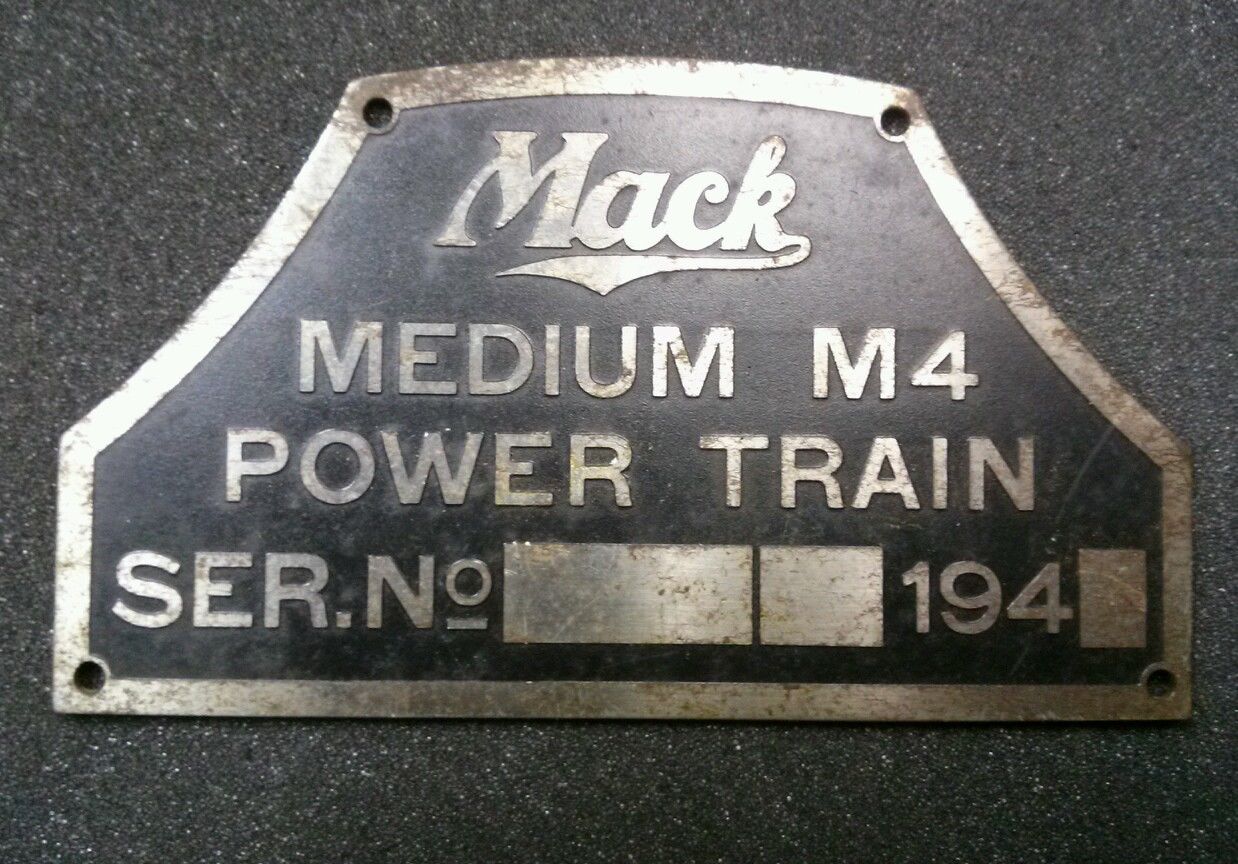 Mack
MEDIUM M4
POWER TRAIN
SER. No 194